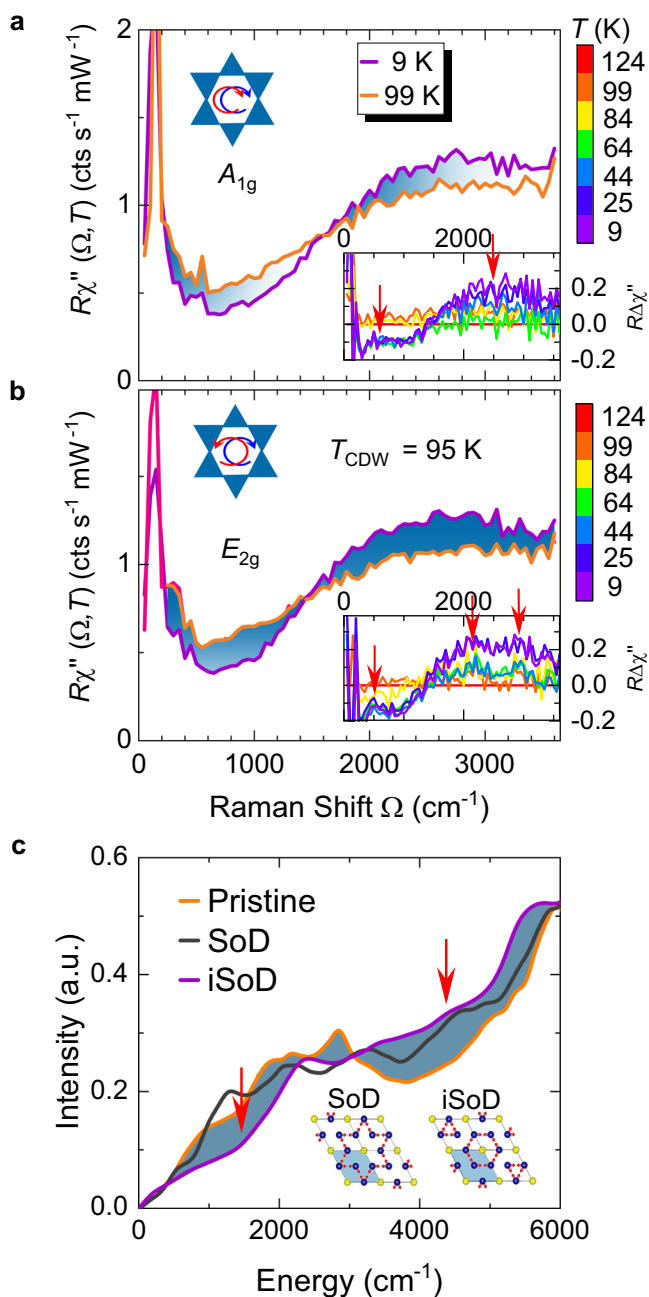 a
2
1
0
Rχ'' (Ω,T) (cts s⁻¹ mW⁻¹)
A₁g
9 K
99 K
T (K)
124
99
84
64
44
25
9
0 2000
0.2
0.0
-0.2
RΔχ''
b
1
0
Rχ'' (Ω,T) (cts s⁻¹ mW⁻¹)
E₂g
T_CDW = 95 K
124
99
84
64
44
25
9
0 2000
0.2
0.0
-0.2
RΔχ''
0 1000 2000 3000
Raman Shift Ω (cm⁻¹)
c
0.6
0.4
0.2
0.0
Intensity (a.u.)
Pristine
SoD
iSoD
SoD iSoD
0 2000 4000 6000
Energy (cm⁻¹)